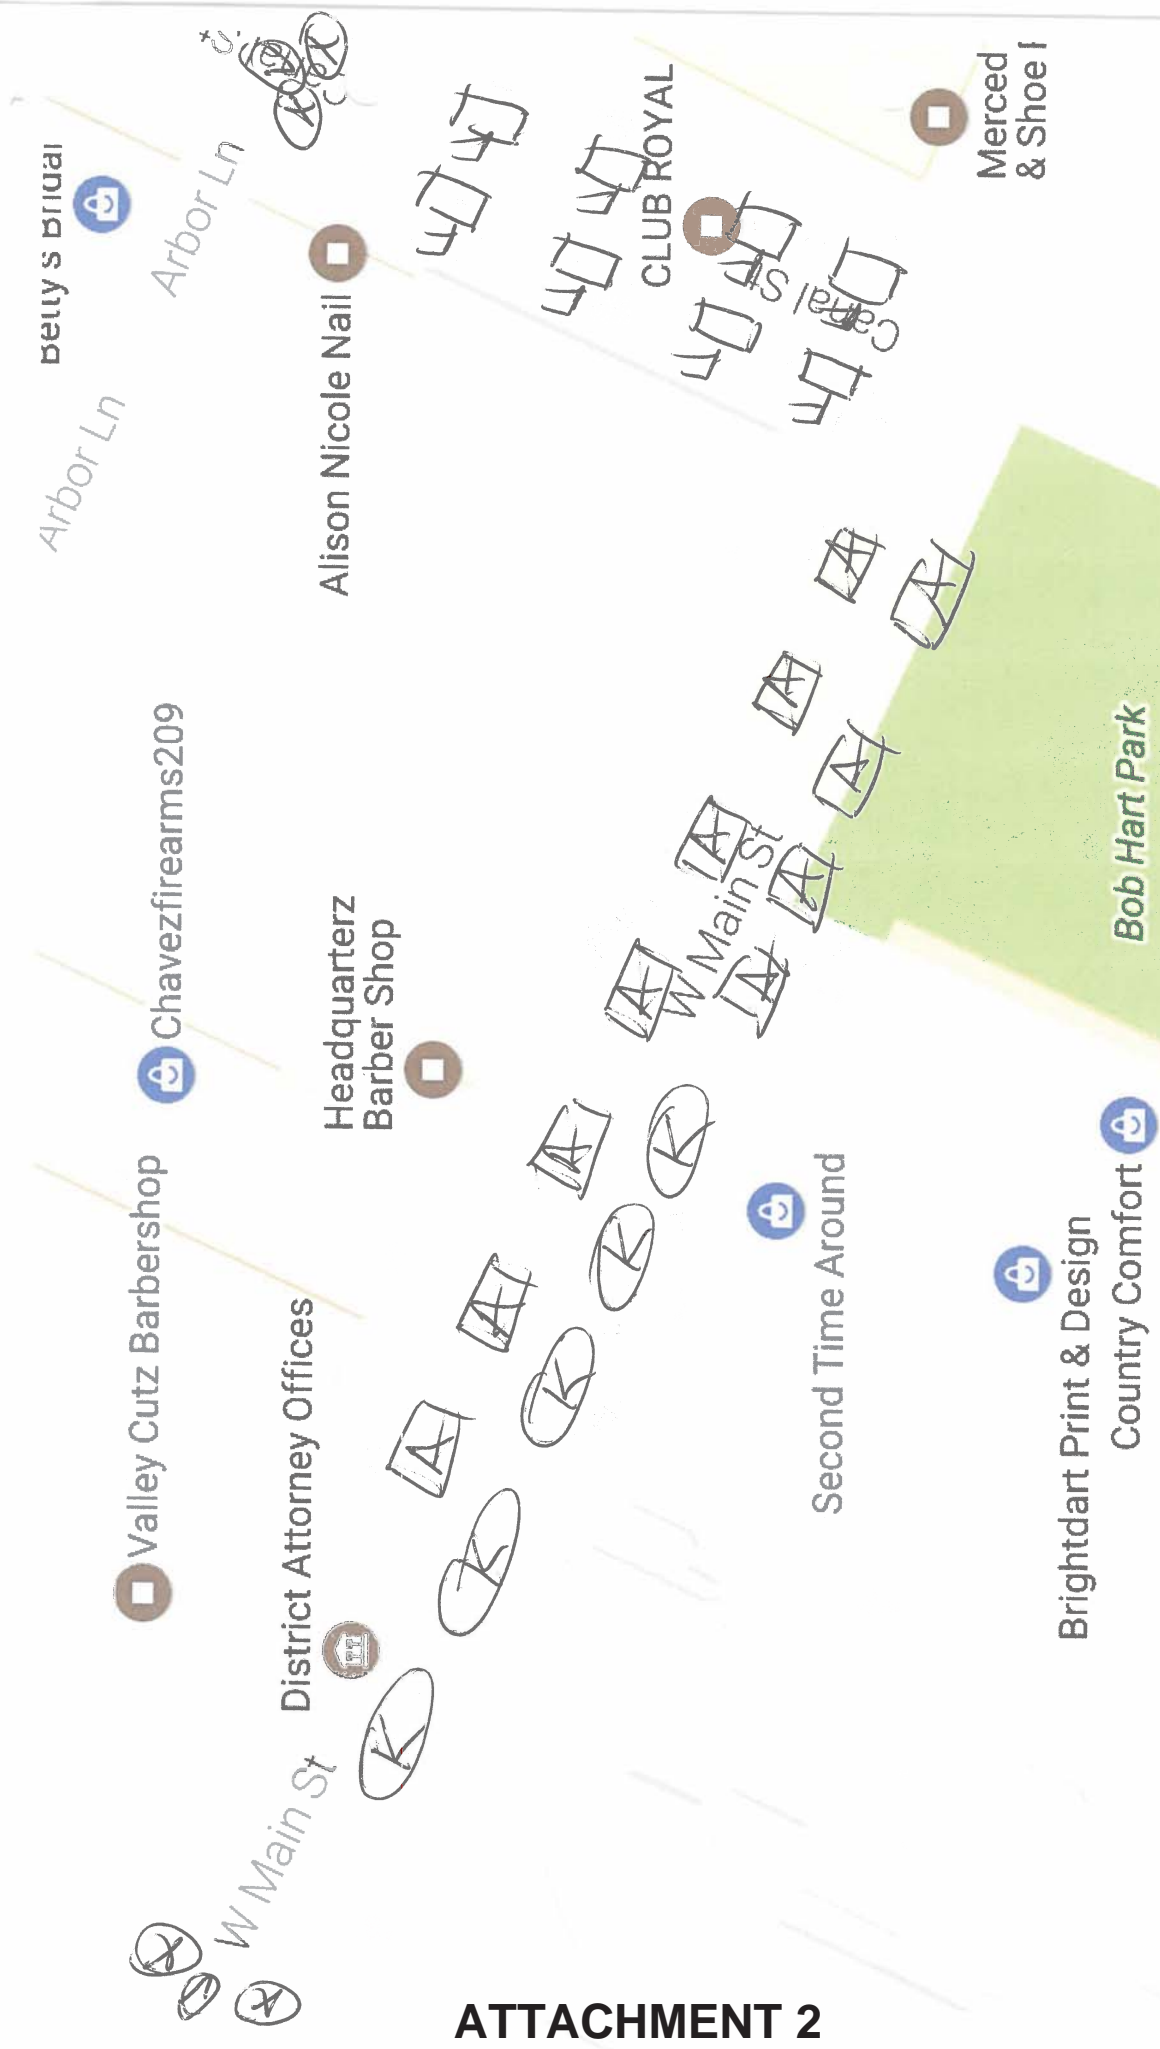 Arbor Ln
Arbor Ln
Alison Nicole Nail
CLUB ROYAL
Canal St
Merced
& Shoe
Chavezfirearms209
Headquarterz
Barber Shop
Valley Cutz Barbershop
District Attorney Offices
W Main St
W Main St
Bob Hart Park
Second Time Around
Brightdart Print & Design
Country Comfort
A
A
A
A
A
A
A
A
A
A
A
K
K
K
K
K
K
X
X
X
ATTACHMENT 2